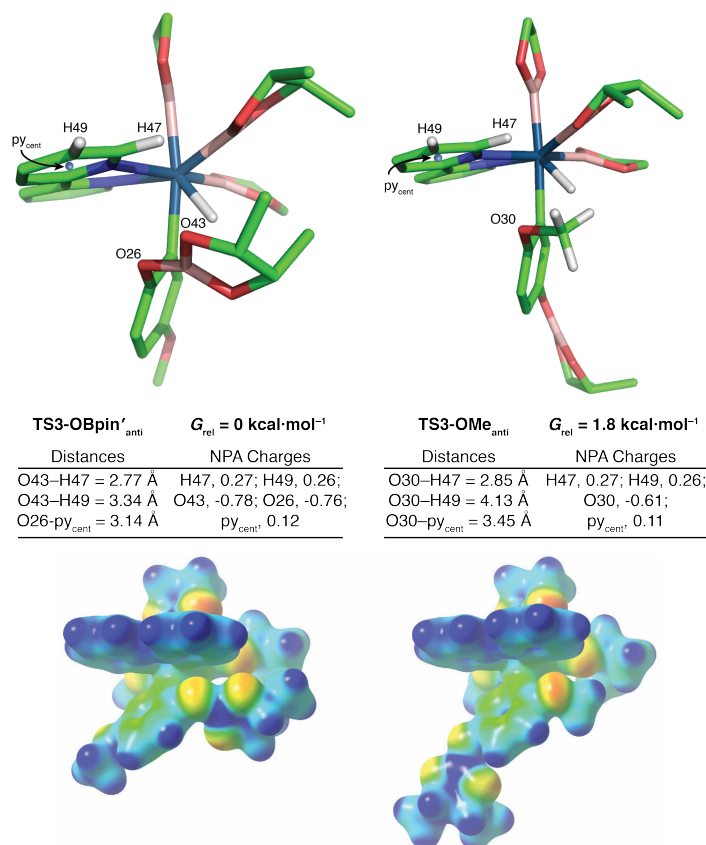 H49 H47
py cent
O43
O26
H49 H47
py cent
O30
TS3-OBpin′anti Grel = 0 kcal·mol–1
Distances NPA Charges
O43–H47 = 2.77 Å H47, 0.27; H49, 0.26;
O43–H49 = 3.34 Å O43, -0.78; O26, -0.76;
O26-pycent = 3.14 Å pycent, 0.12
TS3-OMeanti Grel = 1.8 kcal·mol–1
Distances NPA Charges
O30–H47 = 2.85 Å H47, 0.27; H49, 0.26;
O30–H49 = 4.13 Å O30, -0.61;
O30–pycent = 3.45 Å pycent, 0.11